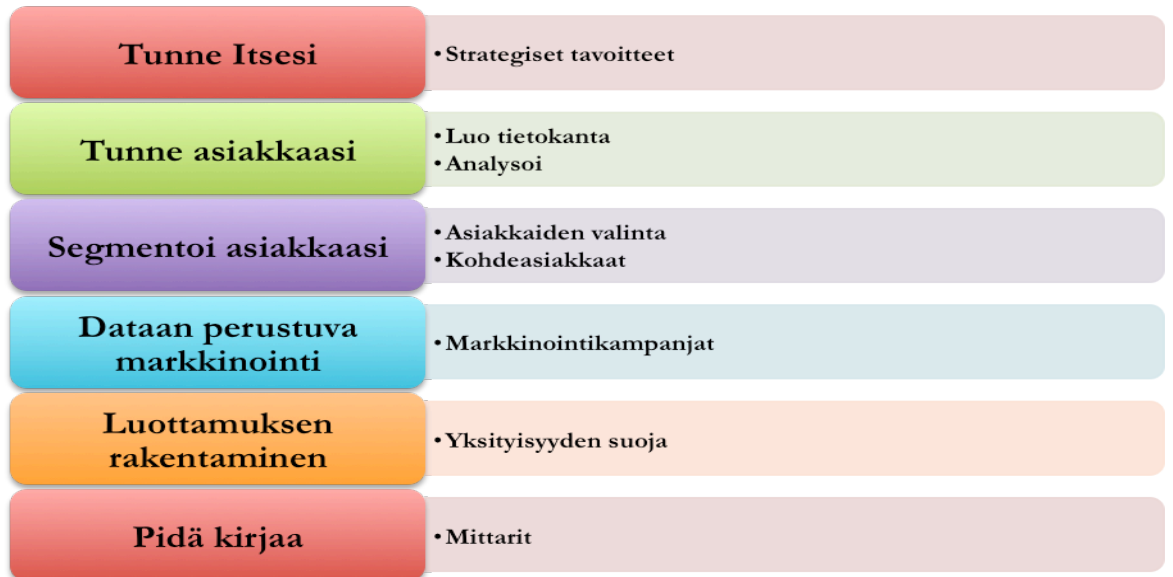 Tunne Itsesi
• Strategiset tavoitteet
Tunne asiakkaasi
• Luo tietokanta
• Analysoi
Segmentoi asiakkaasi
• Asiakkaiden valinta
• Kohdeasiakkaat
Dataan perustuva
markkinointi
• Markkinointikampanjat
Luottamuksen
rakentaminen
• Yksityisyyden suoja
Pidä kirjaa
• Mittarit